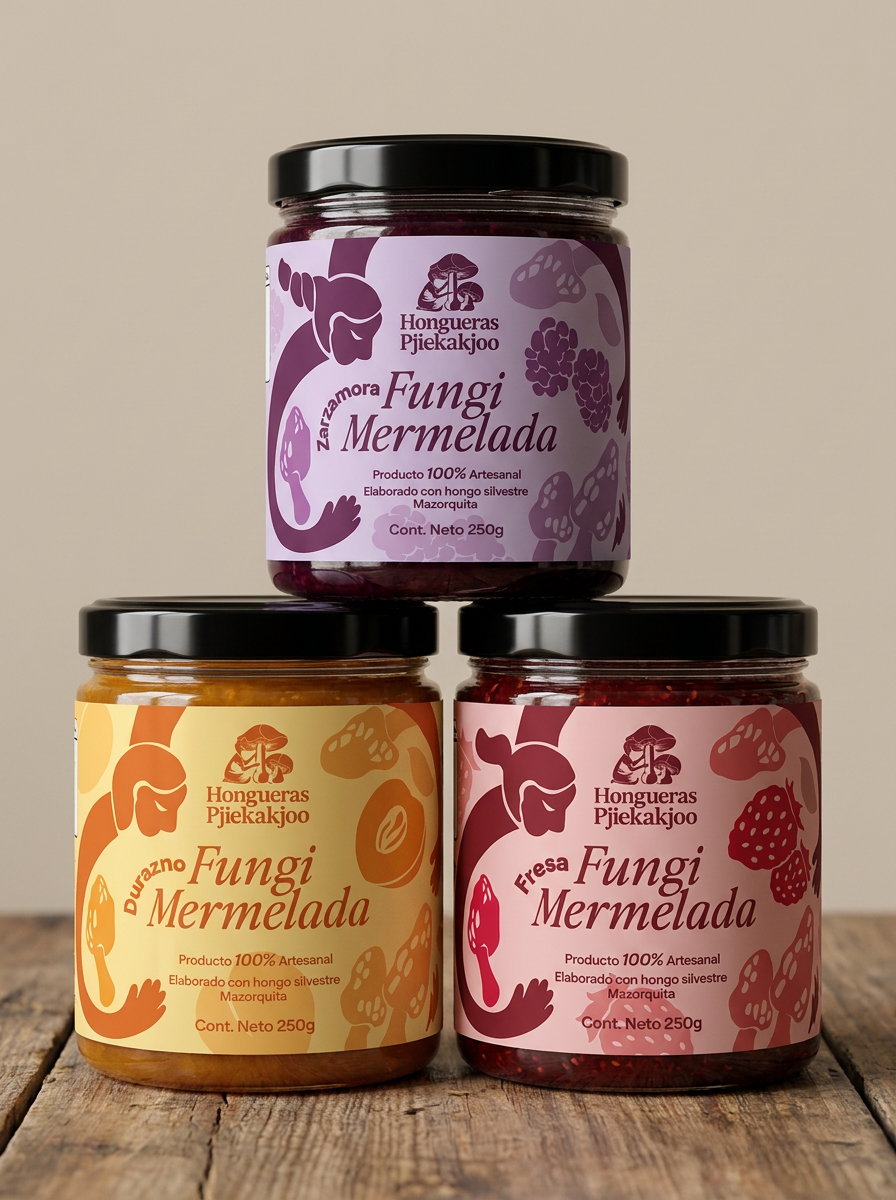 Hongueras
Pjiekakjoo
Zarzamora
Fungi
Mermelada
Producto 100% Artesanal
Elaborado con hongo silvestre
Mazorquita
Cont. Neto 250g
Hongueras
Pjiekakjoo
Durazno
Fungi
Mermelada
Producto 100% Artesanal
Elaborado con hongo silvestre
Mazorquita
Cont. Neto 250g
Hongueras
Pjiekakjoo
Fresa
Fungi
Mermelada
Producto 100% Artesanal
Elaborado con hongo silvestre
Mazorquita
Cont. Neto 250g